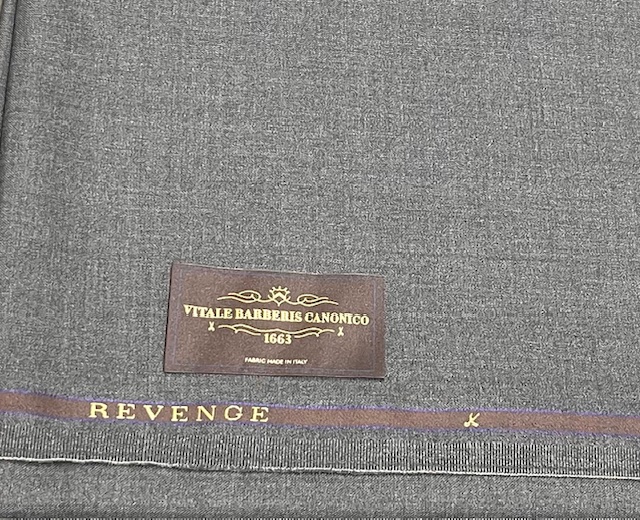 VITALE BARBERIS CANONICO
1663
FABRIC MADE IN ITALY
REVENGE